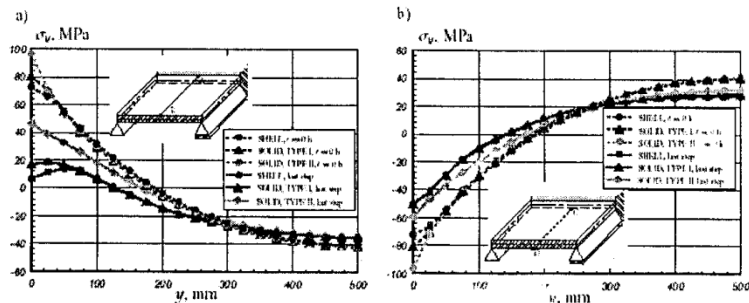 a)
σy, MPa
100
80
60
40
20
0
-20
-40
-60
0
100
200
300
400
500
600
y, mm
SHELL,
SOLID, TYPE I,
SOLID, TYPE II,
SHELL, last step
SOLID, TYPE I, last step
SOLID, TYPE II, last step
b)
σy, MPa
60
40
20
0
-20
-40
-60
-80
-100
0
100
200
300
400
500
mm
SHELL,
SOLID, TYPE I,
SOLID, TYPE II
SHELL, last step
SOLID, TYPE I, last step
SOLID, TYPE II, last step